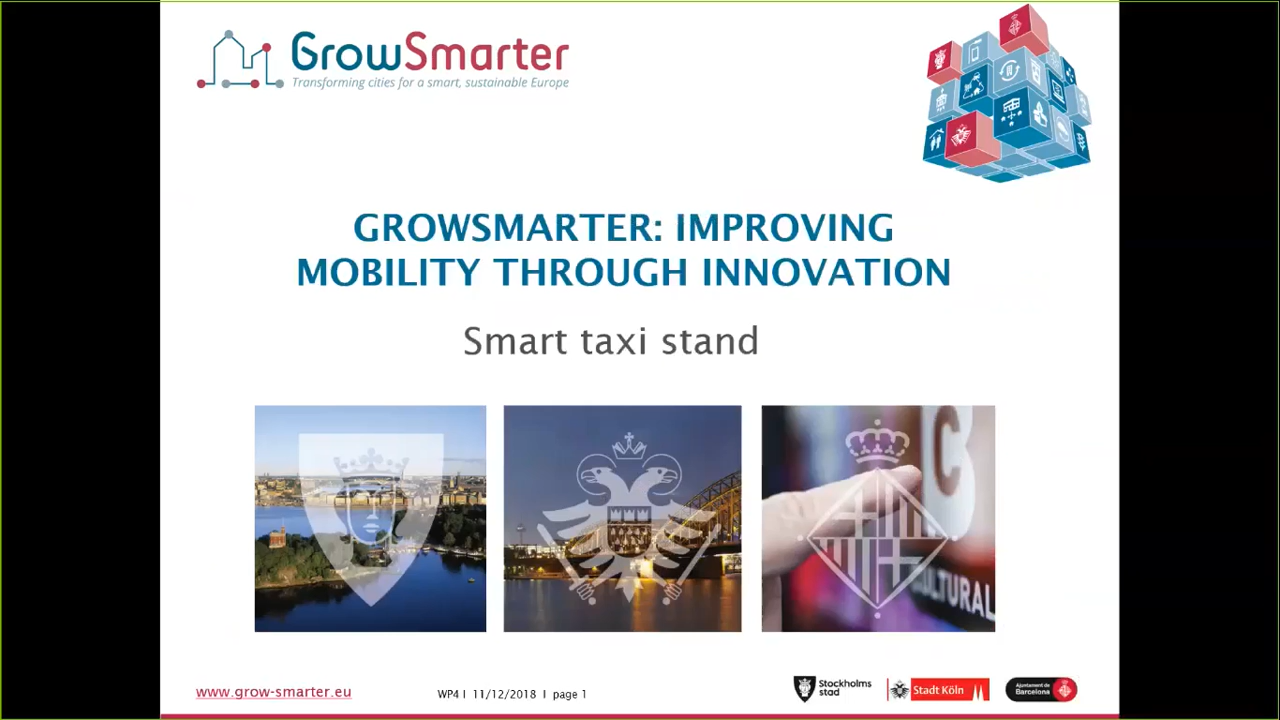 GrowSmarter
Transforming cities for a smart, sustainable Europe
GROWSMARTER: IMPROVING
MOBILITY THROUGH INNOVATION
Smart taxi stand
C
ULTURAL
www.grow-smarter.eu
WP4 I 11/12/2018 I page 1
Stockholms
stad
Stadt Köln
Ajuntament de
Barcelona